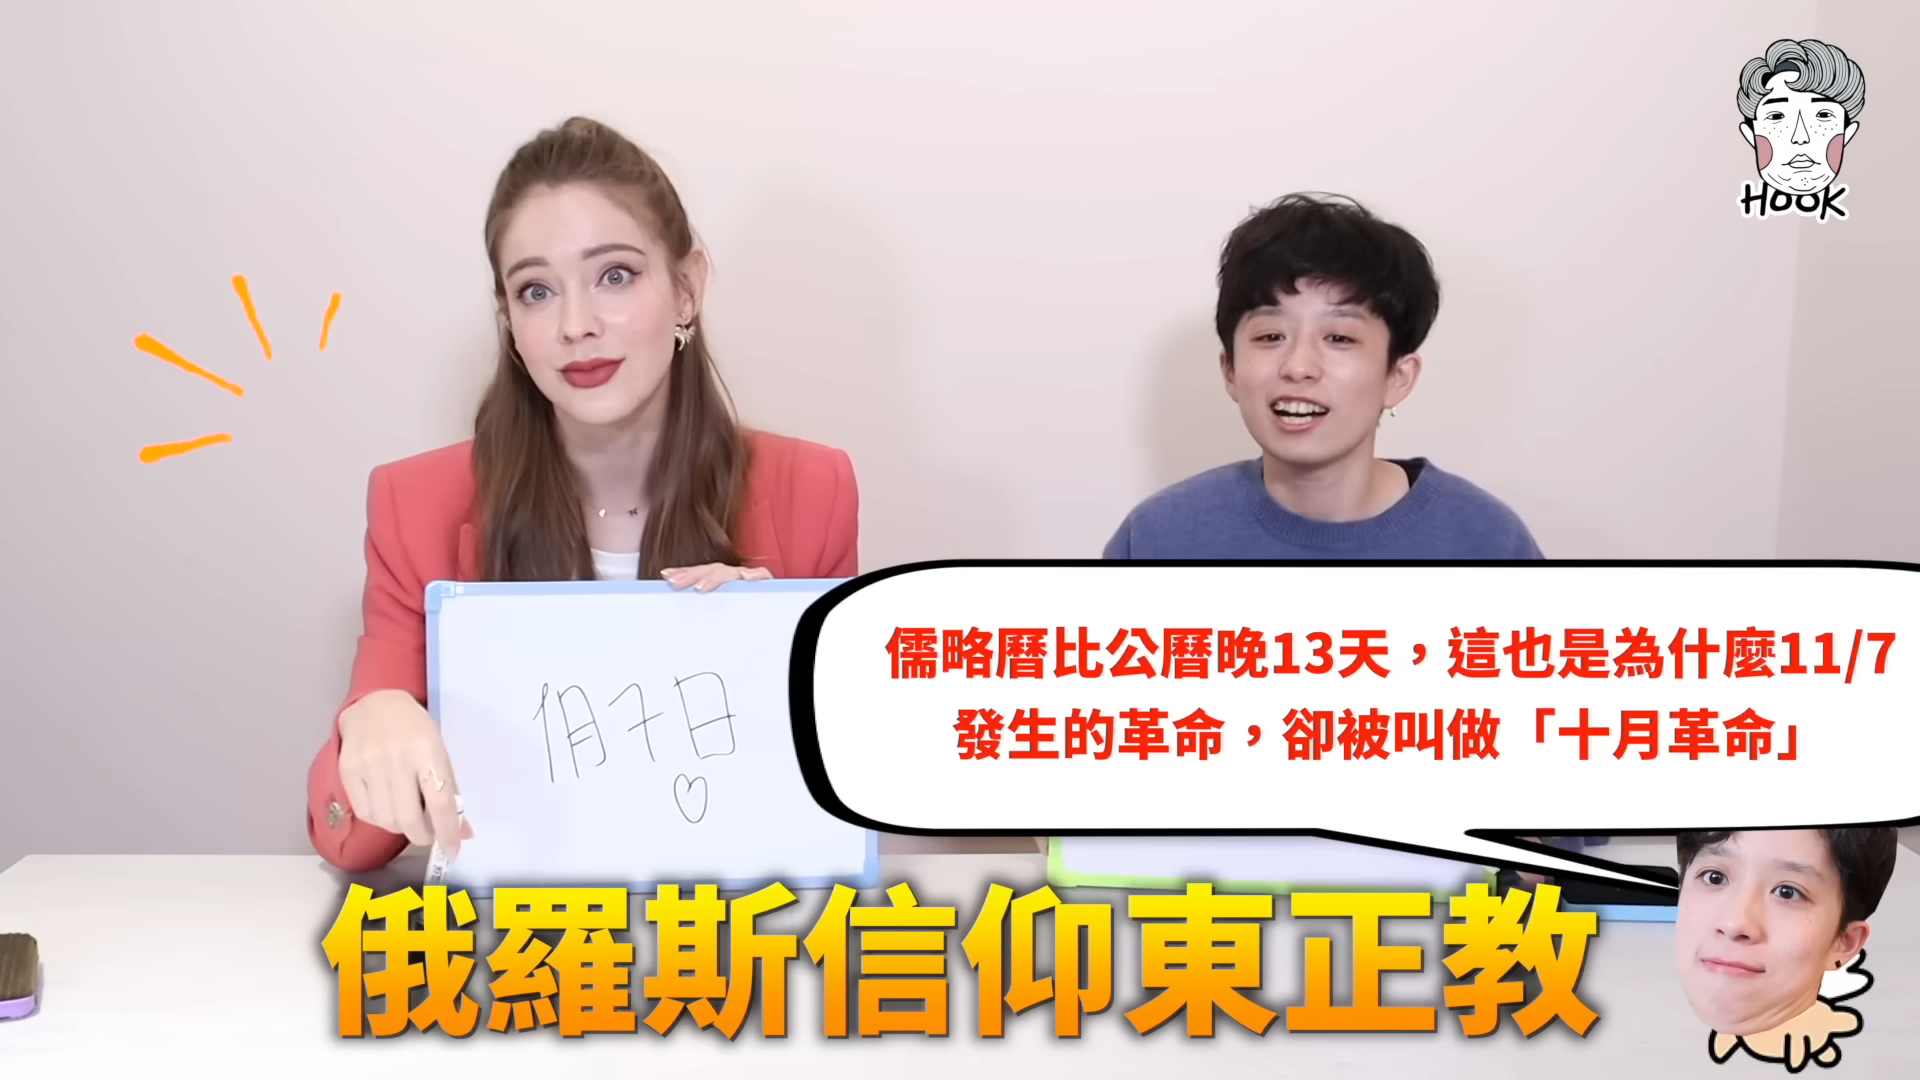 HOOK
1月7日
儒略曆比公曆晚13天，這也是為什麼11/7
發生的革命，卻被叫做「十月革命」
俄羅斯信仰東正教